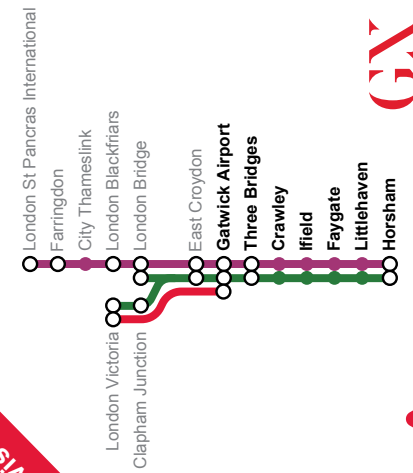 London St Pancras International
Farringdon
City Thameslink
London Blackfriars
London Bridge
East Croydon
Gatwick Airport
Three Bridges
Crawley
Ifield
Faygate
Littlehaven
Horsham
London Victoria
Clapham Junction
GX